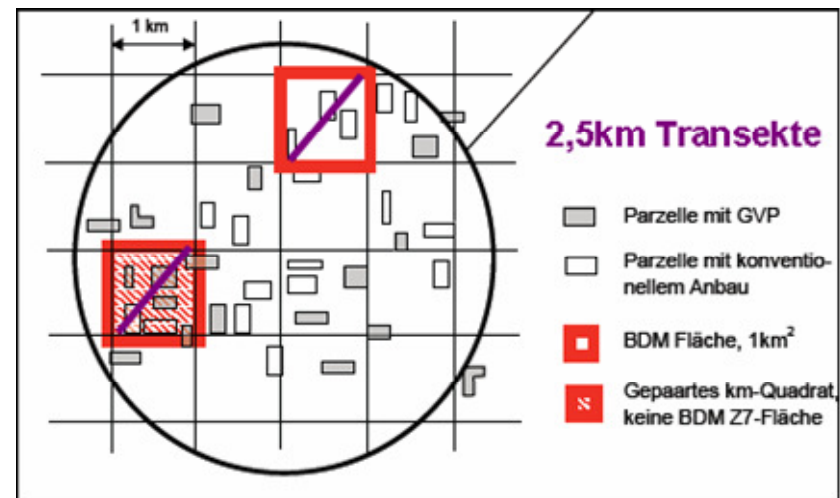 1 km
2,5km Transekte
Parzelle mit GVP
Parzelle mit konventio-
nellem Anbau
BDM Fläche, 1km²
Gepaartes km-Quadrat,
keine BDM Z7-Fläche